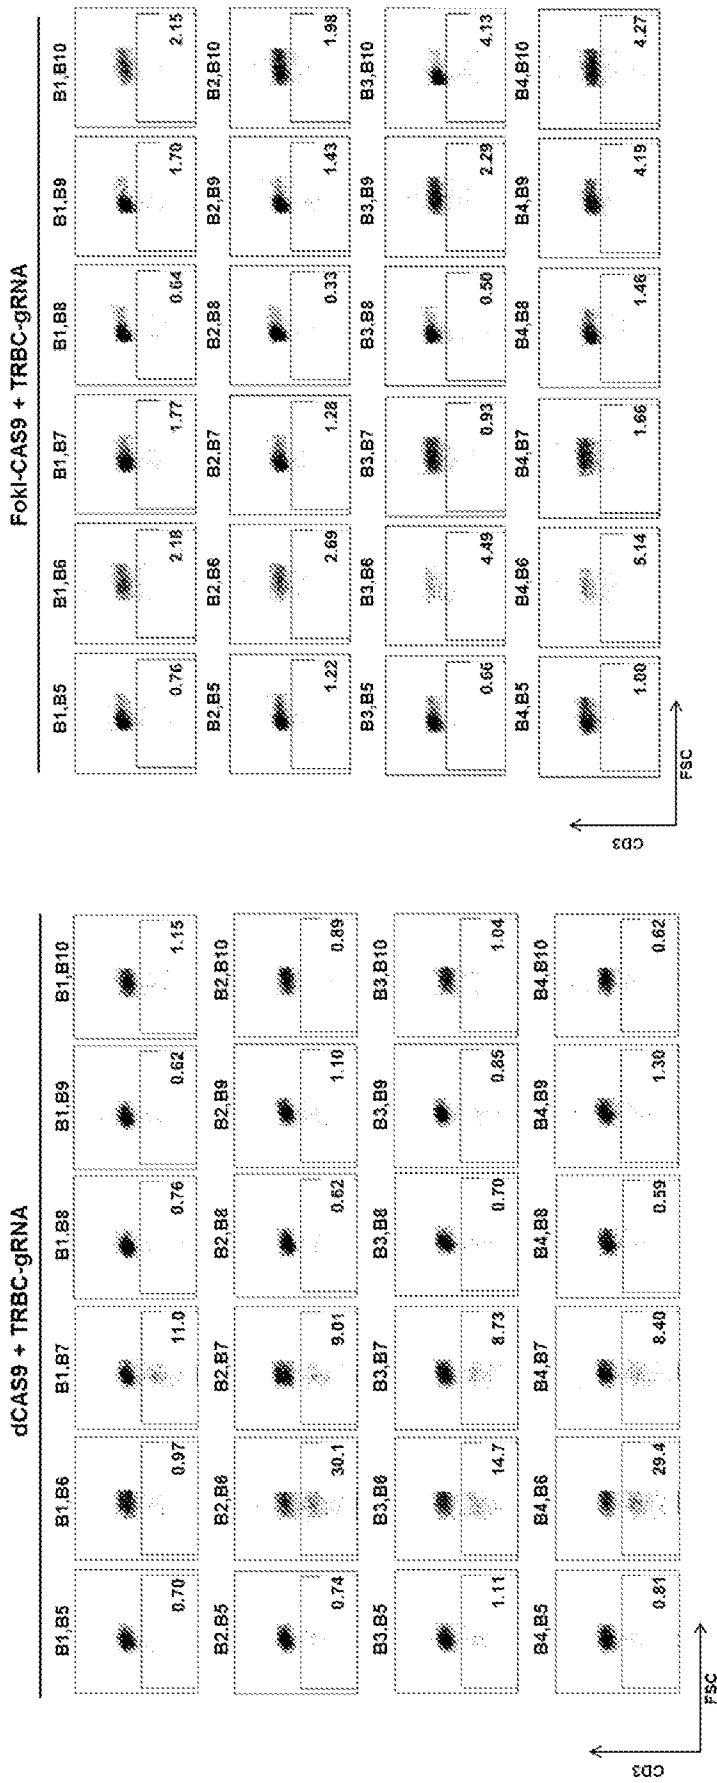 dCAS9 + TRBC-gRNA
B1,B5 B1,B6 B1,B7 B1,B8 B1,B9 B1,B10
0.70 0.97 11.0 0.76 0.62 1.15
B2,B5 B2,B6 B2,B7 B2,B8 B2,B9 B2,B10
0.74 30.1 9.01 0.62 1.10 0.89
B3,B5 B3,B6 B3,B7 B3,B8 B3,B9 B3,B10
1.11 14.7 8.73 0.70 0.85 1.04
B4,B5 B4,B6 B4,B7 B4,B8 B4,B9 B4,B10
0.81 29.4 8.40 0.59 1.30 0.62
CD3
FSC
FokI-CAS9 + TRBC-gRNA
B1,B5 B1,B6 B1,B7 B1,B8 B1,B9 B1,B10
0.76 2.18 1.77 0.64 1.70 2.15
B2,B5 B2,B6 B2,B7 B2,B8 B2,B9 B2,B10
1.22 2.69 1.28 0.33 1.43 1.98
B3,B5 B3,B6 B3,B7 B3,B8 B3,B9 B3,B10
0.66 4.49 0.93 0.50 2.29 4.13
B4,B5 B4,B6 B4,B7 B4,B8 B4,B9 B4,B10
1.00 5.14 1.66 1.46 4.19 4.27
CD3
FSC